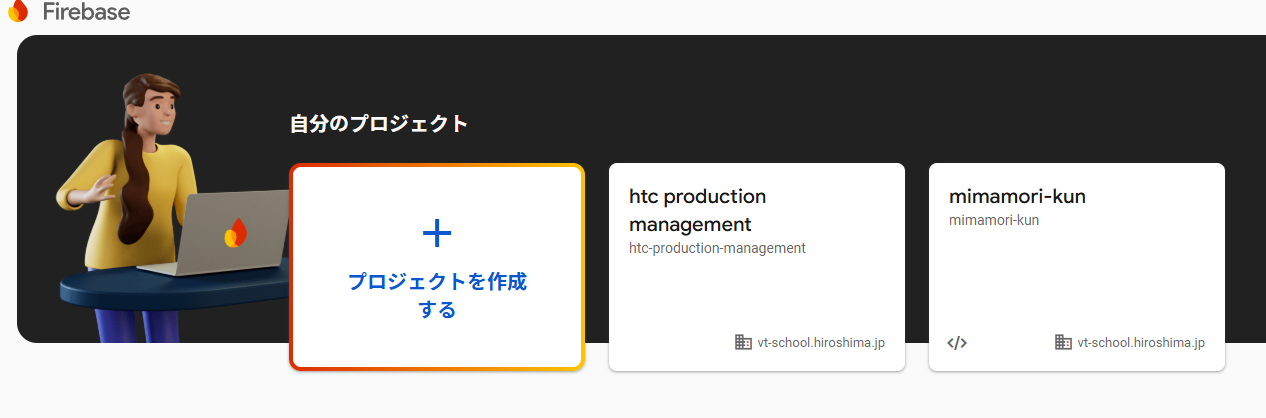 Firebase
自分のプロジェクト
プロジェクトを作成
する
htc production
management
htc-production-management
vt-school.hiroshima.jp
mimamori-kun
mimamori-kun
</>
vt-school.hiroshima.jp